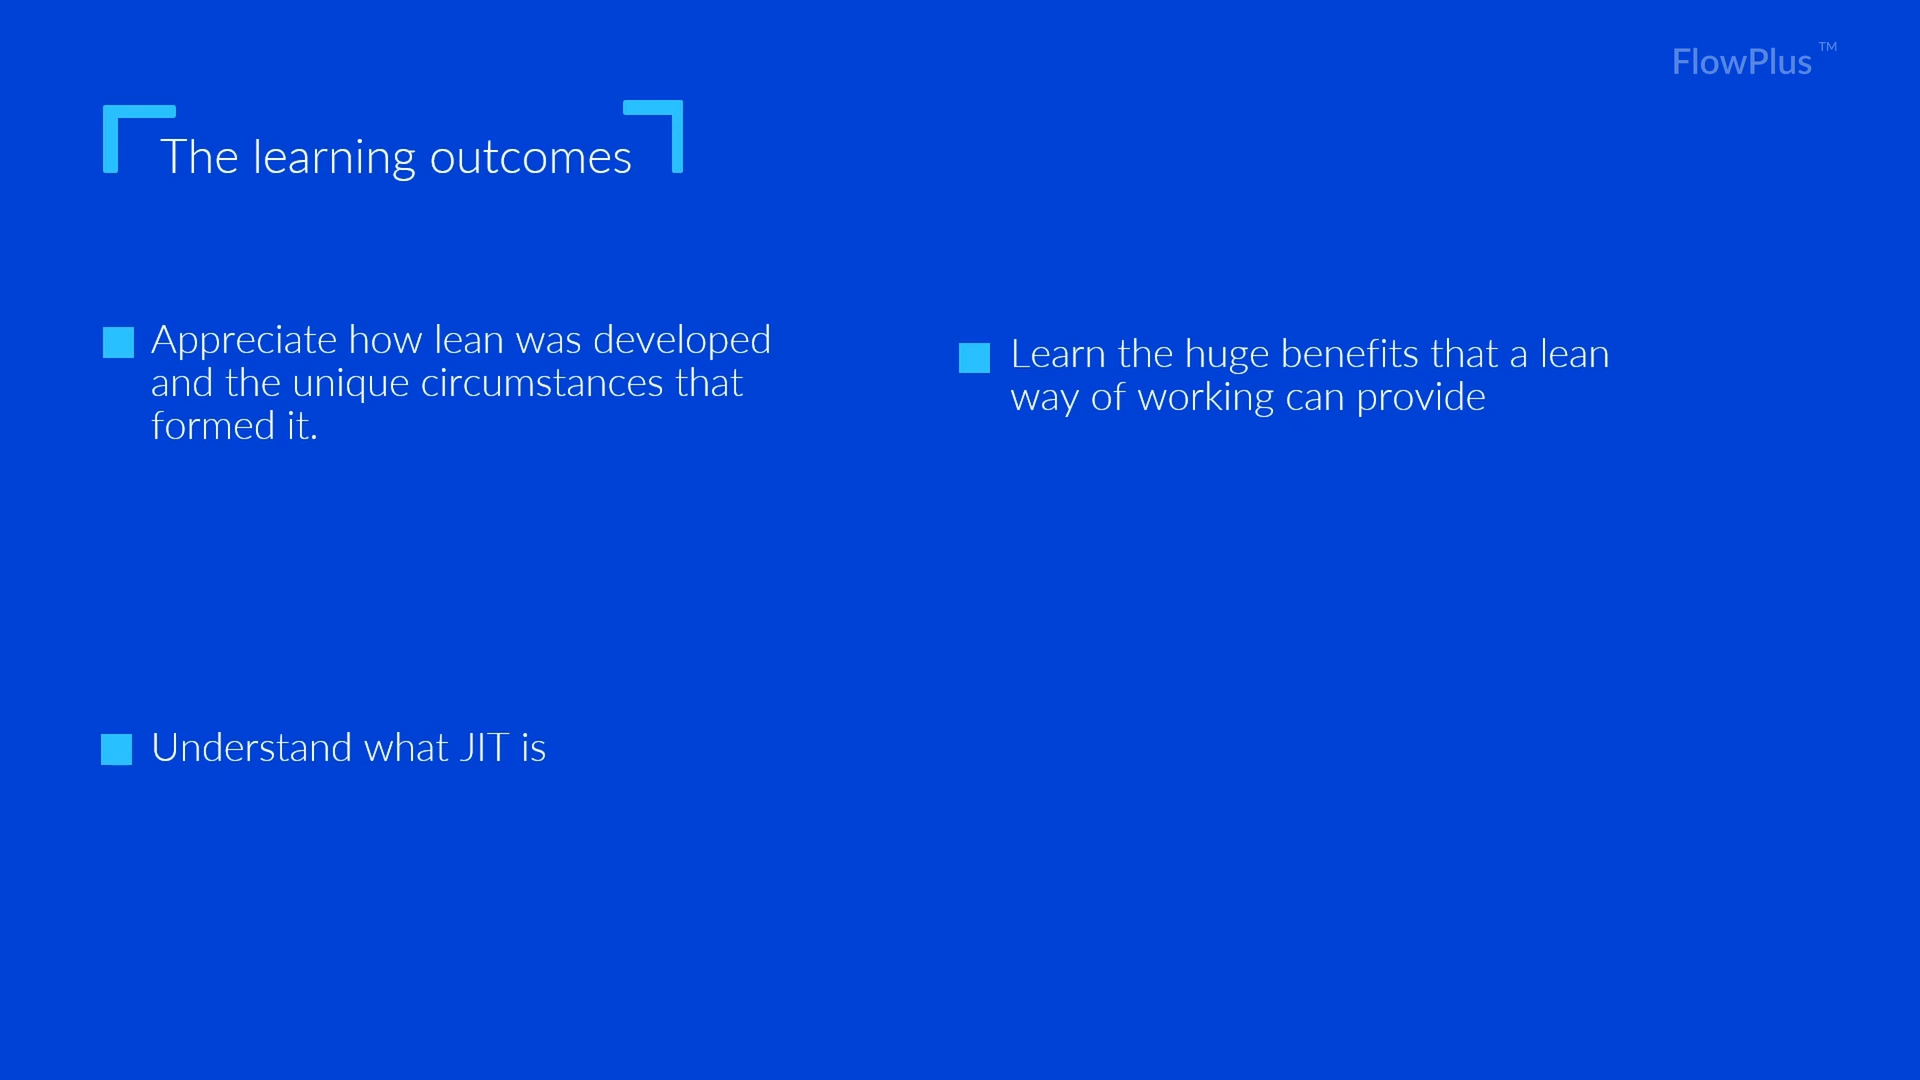 FlowPlus™
The learning outcomes
Appreciate how lean was developed
and the unique circumstances that
formed it.
Learn the huge benefits that a lean
way of working can provide
Understand what JIT is